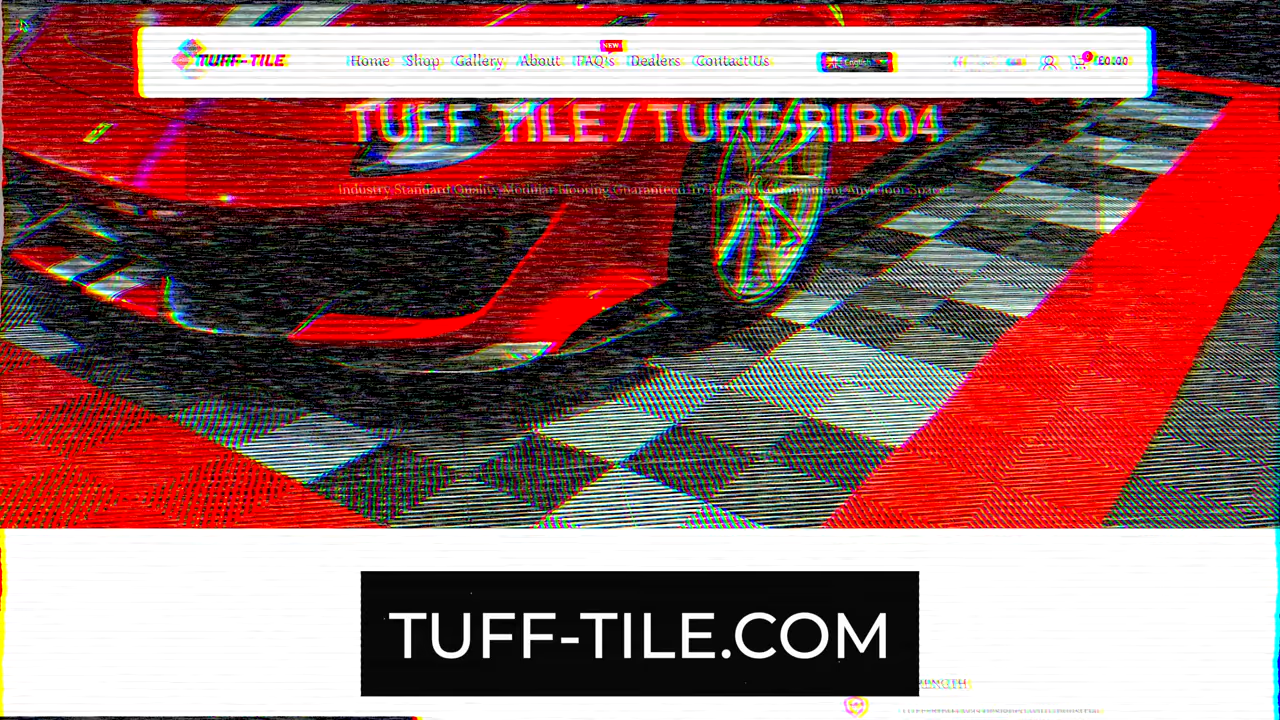 NEW
TUFF-TILE Home Shop Gallery About FAQ's Dealers Contact Us English 0 £0.00
TUFF TILE / TUFF-RIB04
Industry Standard Quality Modular Flooring Guaranteed To Perfectly Compliment Any Floor Space!
TUFF-TILE.COM